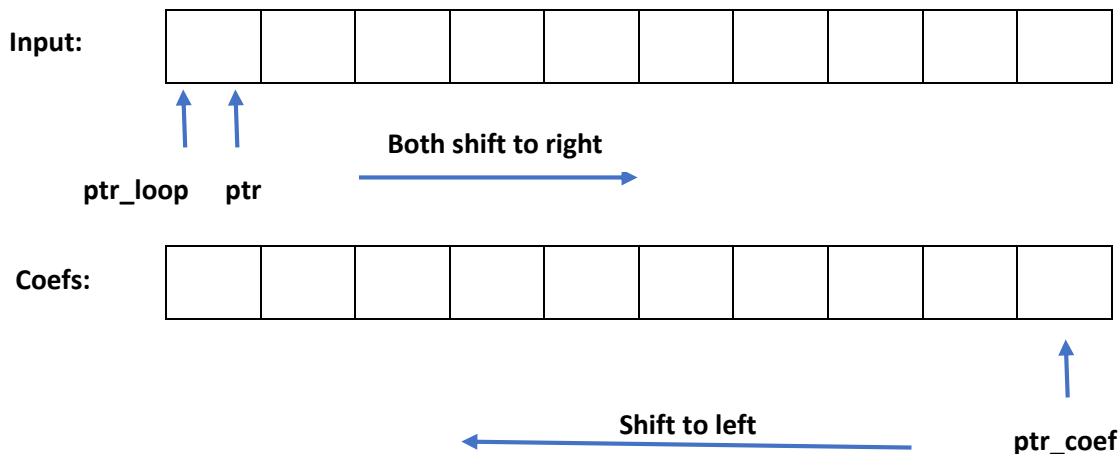 Input:
Both shift to right
ptr_loop ptr
Coefs:
Shift to left
ptr_coef